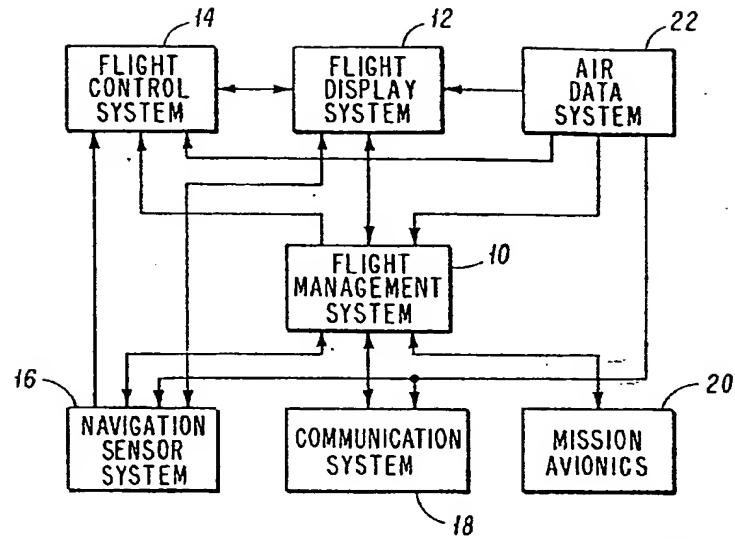 14
12
22
FLIGHT
CONTROL
SYSTEM
FLIGHT
DISPLAY
SYSTEM
AIR
DATA
SYSTEM
10
FLIGHT
MANAGEMENT
SYSTEM
16
20
NAVIGATION
SENSOR
SYSTEM
COMMUNICATION
SYSTEM
MISSION
AVIONICS
18